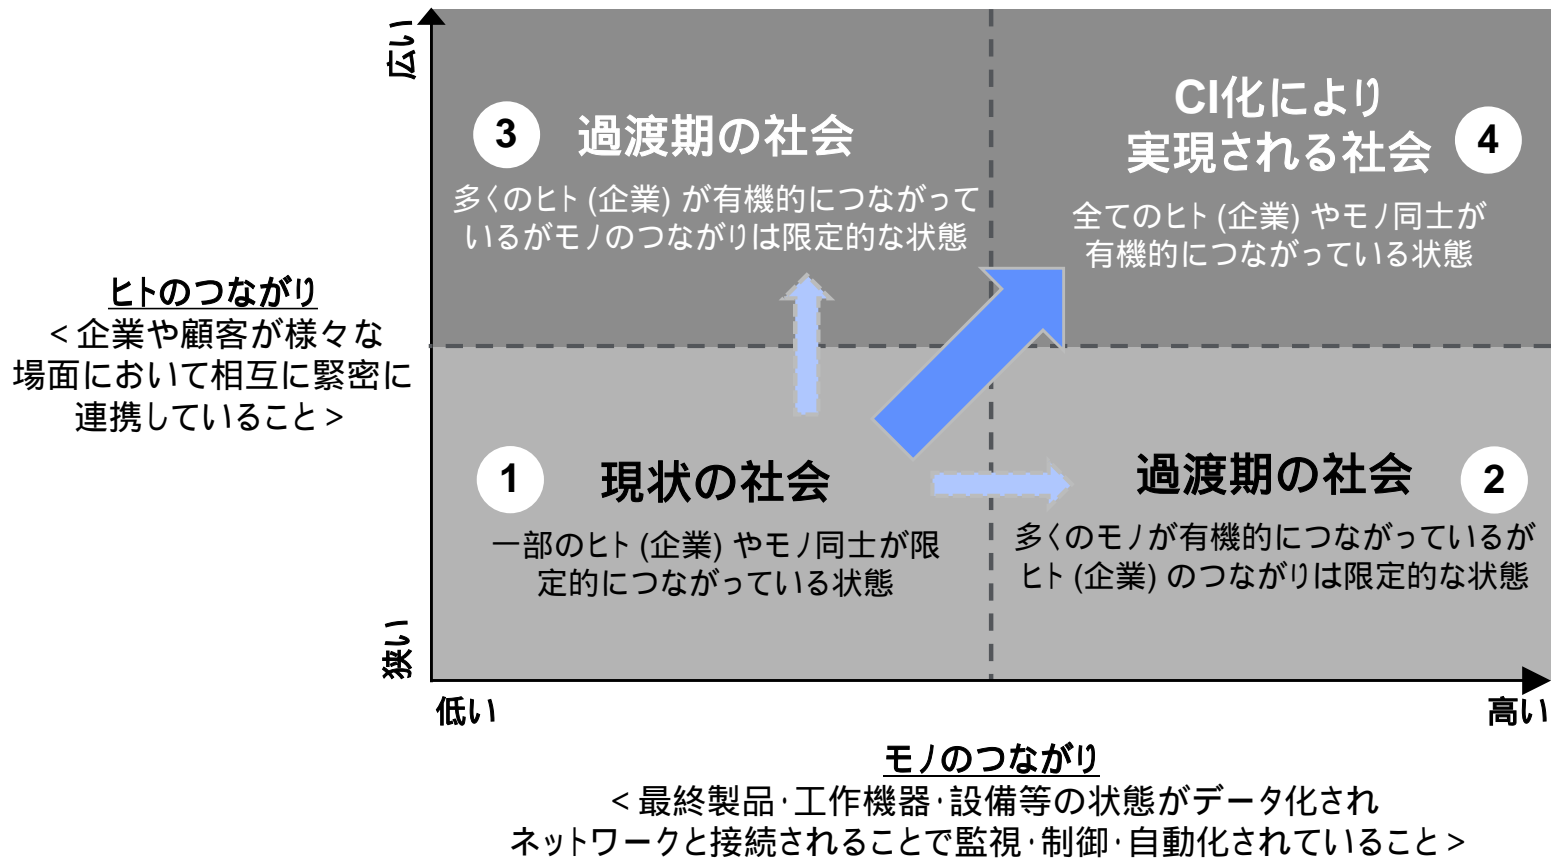 広い
3
過渡期の社会
多くのヒト (企業) が有機的につながって
いるがモノのつながりは限定的な状態
CI化により
実現される社会
4
全てのヒト (企業) やモノ同士が
有機的につながっている状態
ヒトのつながり
＜企業や顧客が様々な
場面において相互に緊密に
連携していること＞
1
現状の社会
一部のヒト (企業) やモノ同士が限
定的につながっている状態
過渡期の社会
2
多くのモノが有機的につながっているが
ヒト (企業) のつながりは限定的な状態
狭い
低い
高い
モノのつながり
＜最終製品・工作機器・設備等の状態がデータ化され
ネットワークと接続されることで監視・制御・自動化されていること＞